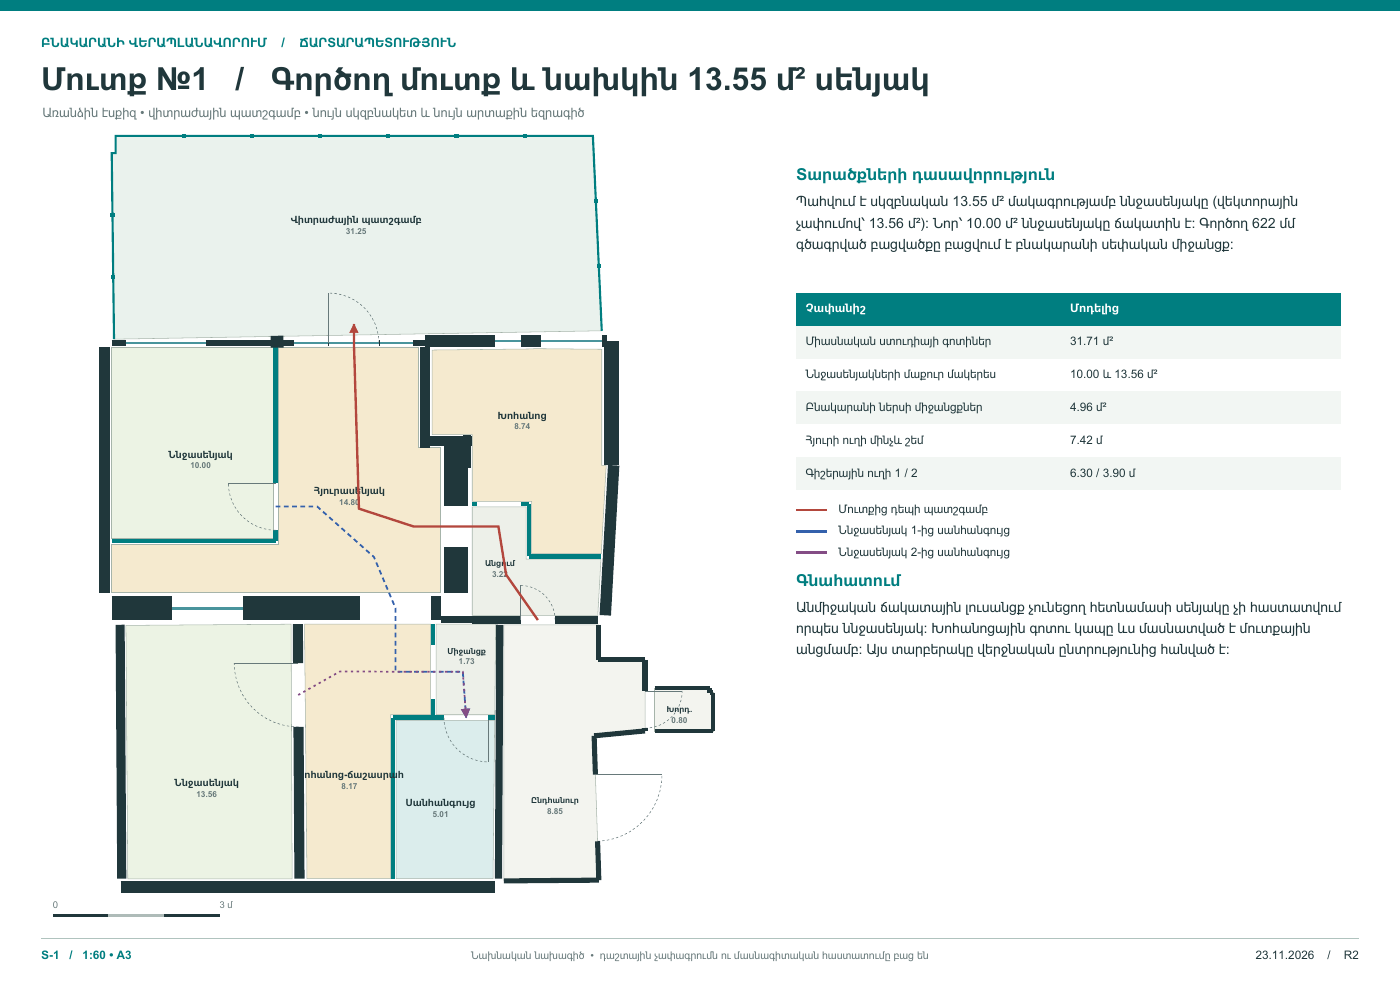 ԲՆԱԿԱՐԱՆԻ ՎԵՐԱՊԼԱՆԱՎՈՐՈՒՄ / ՃԱՐՏԱՐԱՊԵՏՈՒԹՅՈՒՆ
Մուտք №1 / Գործող մուտք և նախկին 13.55 մ² սենյակ
Առանձին էսքիզ • վիտրաժային պատշգամբ • նույն սկզբնակետ և նույն արտաքին եզրագիծ
Վիտրաժային պատշգամբ
31.25
Խոհանոց
8.74
Ննջասենյակ
10.00
Հյուրասենյակ
14.80
Անցում
3.22
Միջանցք
1.73
Խորդ.
0.80
Ննջասենյակ
13.56
ոհանոց-ճաշասրահ
8.17
Սանհանգույց
5.01
Ընդհանուր
8.85
0 3 մ
Տարածքների դասավորություն
Պահվում է սկզբնական 13.55 մ² մակագրությամբ ննջասենյակը (վեկտորային
չափումով՝ 13.56 մ²)։ Նոր՝ 10.00 մ² ննջասենյակը ճակատին է։ Գործող 622 մմ
գծագրված բացվածքը բացվում է բնակարանի սեփական միջանցք։
Չափանիշ Մոդելից
Միասնական ստուդիայի գոտիներ 31.71 մ²
Ննջասենյակների մաքուր մակերես 10.00 և 13.56 մ²
Բնակարանի ներսի միջանցքներ 4.96 մ²
Հյուրի ուղի մինչև շեմ 7.42 մ
Գիշերային ուղի 1 / 2 6.30 / 3.90 մ
Մուտքից դեպի պատշգամբ
Ննջասենյակ 1-ից սանհանգույց
Ննջասենյակ 2-ից սանհանգույց
Գնահատում
Անմիջական ճակատային լուսանցք չունեցող հետնամասի սենյակը չի հաստատվում
որպես ննջասենյակ։ Խոհանոցային գոտու կապը ևս մասնատված է մուտքային
անցմամբ։ Այս տարբերակը վերջնական ընտրությունից հանված է։
S-1 / 1:60 • A3
Նախնական նախագիծ • դաշտային չափագրումն ու մասնագիտական հաստատումը բաց են
23.11.2026 / R2